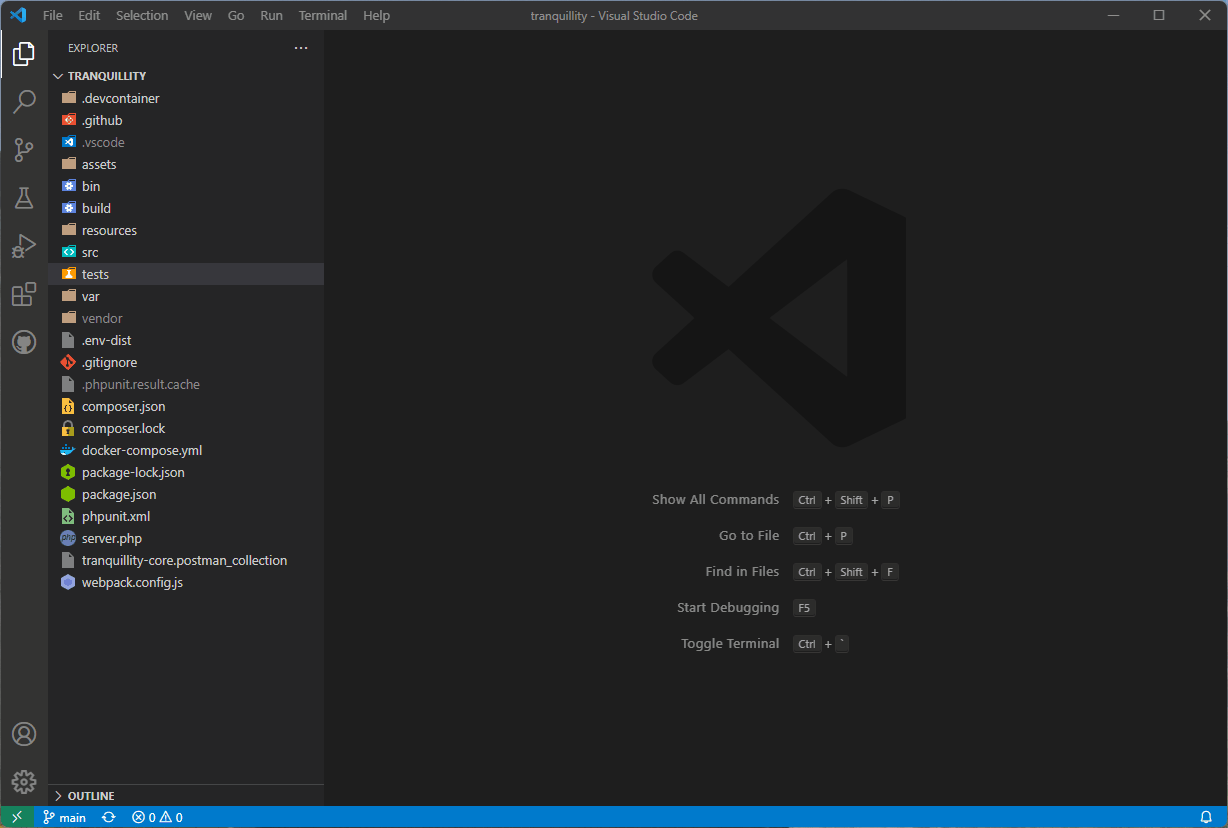 File Edit Selection View Go Run Terminal Help
tranquillity - Visual Studio Code
EXPLORER
TRANQUILLITY
.devcontainer
.github
.vscode
assets
bin
build
resources
src
tests
var
vendor
.env-dist
.gitignore
.phpunit.result.cache
composer.json
composer.lock
docker-compose.yml
package-lock.json
package.json
phpunit.xml
php server.php
tranquillity-core.postman_collection
webpack.config.js
OUTLINE
Show All Commands Ctrl + Shift + P
Go to File Ctrl + P
Find in Files Ctrl + Shift + F
Start Debugging F5
Toggle Terminal Ctrl + `
main 0 0